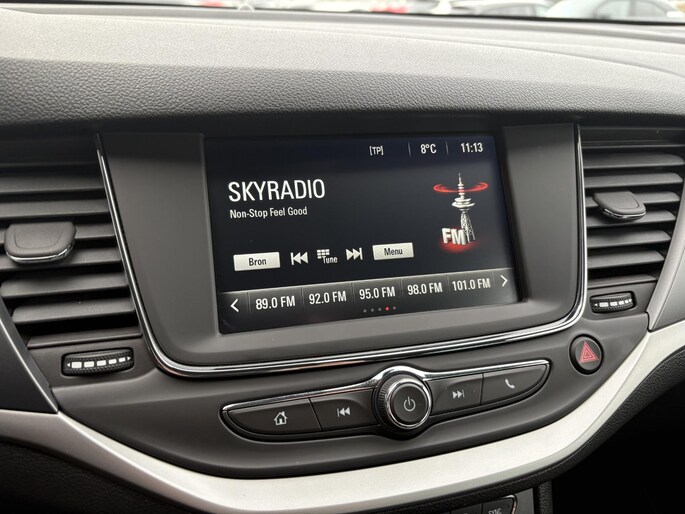 [TP] 8°C 11:13
SKYRADIO
Non-Stop Feel Good
FM
Bron Tune Menu
89.0 FM 92.0 FM 95.0 FM 98.0 FM 101.0 FM
SYNC